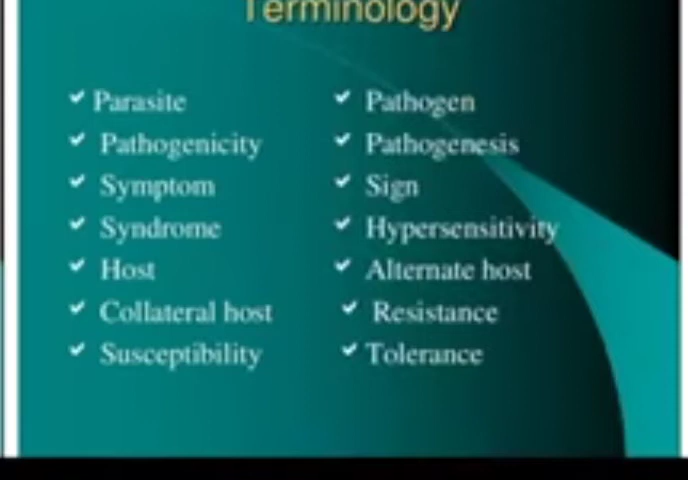 Terminology
Parasite
Pathogenicity
Symptom
Syndrome
Host
Collateral host
Susceptibility
Pathogen
Pathogenesis
Sign
Hypersensitivity
Alternate host
Resistance
Tolerance